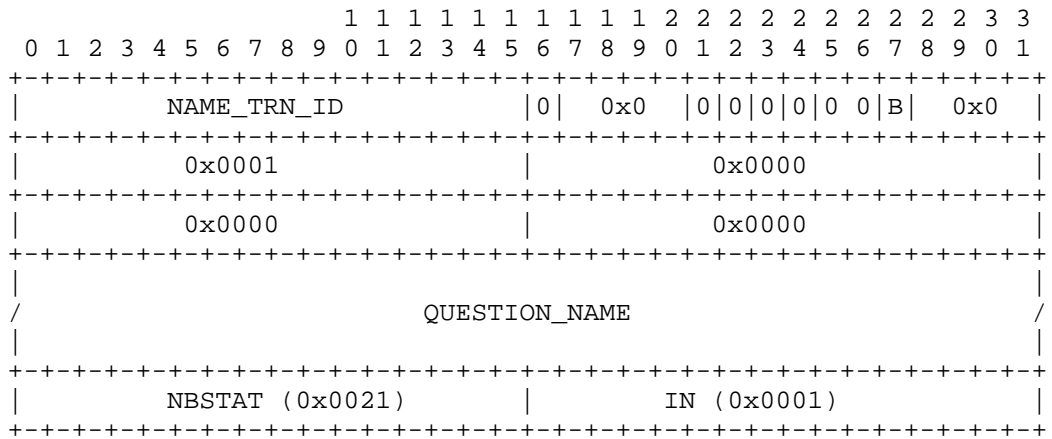 1 1 1 1 1 1 1 1 1 1 2 2 2 2 2 2 2 2 2 2 3 3
 0 1 2 3 4 5 6 7 8 9 0 1 2 3 4 5 6 7 8 9 0 1 2 3 4 5 6 7 8 9 0 1
+-+-+-+-+-+-+-+-+-+-+-+-+-+-+-+-+-+-+-+-+-+-+-+-+-+-+-+-+-+-+-+-+
|         NAME_TRN_ID           |0|  0x0  |0|0|0|0|0 0|B|  0x0  |
+-+-+-+-+-+-+-+-+-+-+-+-+-+-+-+-+-+-+-+-+-+-+-+-+-+-+-+-+-+-+-+-+
|          0x0001               |           0x0000              |
+-+-+-+-+-+-+-+-+-+-+-+-+-+-+-+-+-+-+-+-+-+-+-+-+-+-+-+-+-+-+-+-+
|          0x0000               |           0x0000              |
+-+-+-+-+-+-+-+-+-+-+-+-+-+-+-+-+-+-+-+-+-+-+-+-+-+-+-+-+-+-+-+-+
|                                                               |
/                         QUESTION_NAME                         /
|                                                               |
+-+-+-+-+-+-+-+-+-+-+-+-+-+-+-+-+-+-+-+-+-+-+-+-+-+-+-+-+-+-+-+-+
|         NBSTAT (0x0021)       |        IN (0x0001)            |
+-+-+-+-+-+-+-+-+-+-+-+-+-+-+-+-+-+-+-+-+-+-+-+-+-+-+-+-+-+-+-+-+